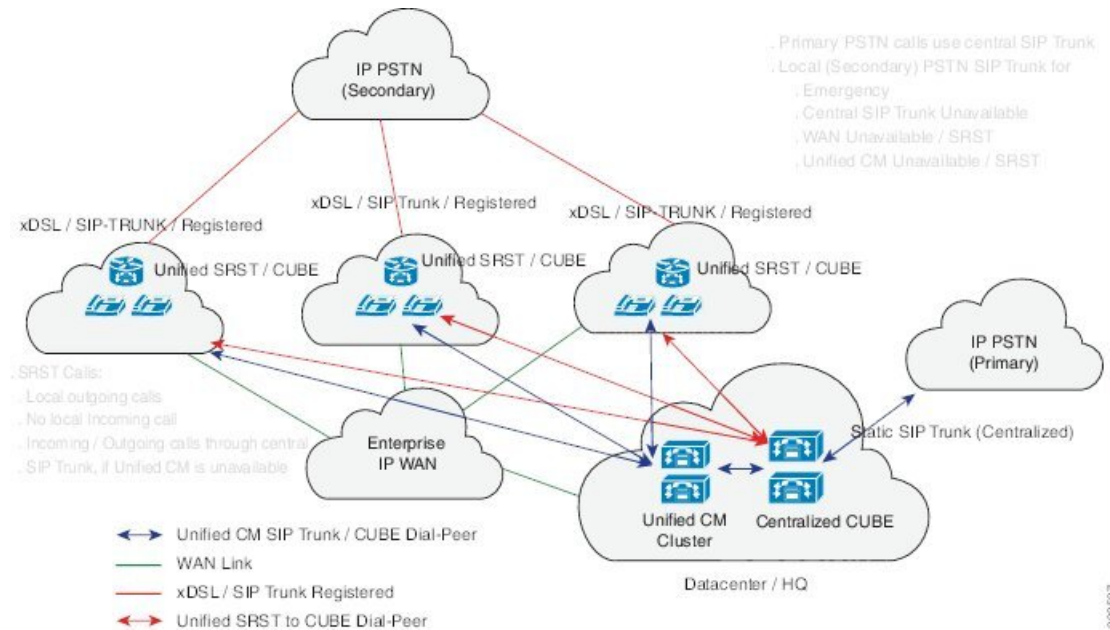 IP PSTN
(Secondary)
. Primary PSTN calls use central SIP Trunk
. Local (Secondary) PSTN SIP Trunk for
. Emergency
. Central SIP Trunk Unavailable
. WAN Unavailable / SRST
. Unified CM Unavailable / SRST
xDSL / SIP-TRUNK / Registered
xDSL / SIP Trunk / Registered
xDSL / SIP-TRUNK / Registered
Unified SRST / CUBE
Unified SRST / CUBE
Unified SRST / CUBE
IP PSTN
(Primary)
. SRST Calls:
. Local outgoing calls
. No local Incoming call
. Incoming / Outgoing calls through central
. SIP Trunk, if Unified CM is unavailable
Enterprise
IP WAN
Static SIP Trunk (Centralized)
Unified CM
Cluster
Centralized CUBE
Datacenter / HQ
Unified CM SIP Trunk / CUBE Dial-Peer
WAN Link
xDSL / SIP Trunk Registered
Unified SRST to CUBE Dial-Peer